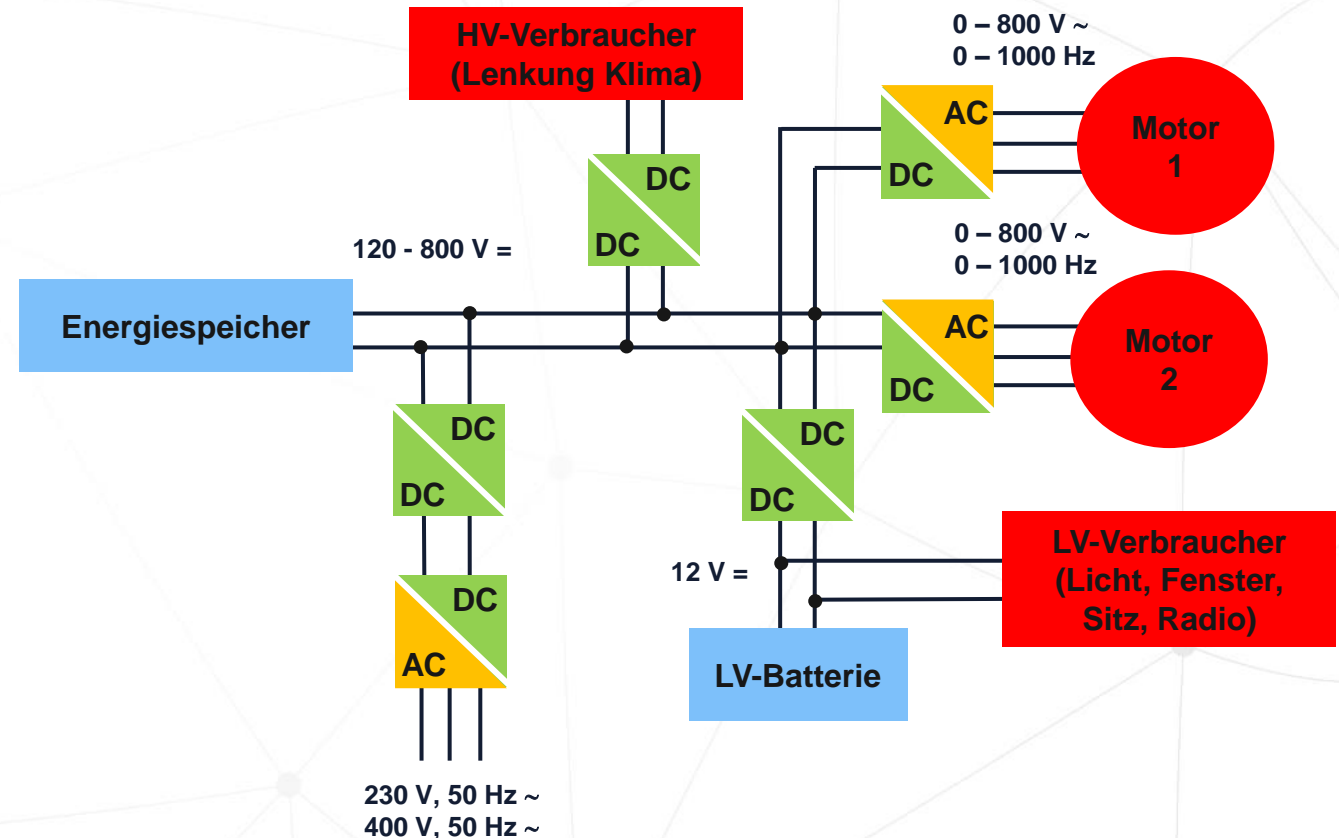 HV-Verbraucher
(Lenkung Klima)
0 – 800 V ~
0 – 1000 Hz
AC
DC
Motor
1
DC
DC
120 - 800 V =
0 – 800 V ~
0 – 1000 Hz
Energiespeicher
AC
DC
Motor
2
DC
DC
DC
DC
12 V =
LV-Verbraucher
(Licht, Fenster,
Sitz, Radio)
DC
AC
LV-Batterie
230 V, 50 Hz ~
400 V, 50 Hz ~